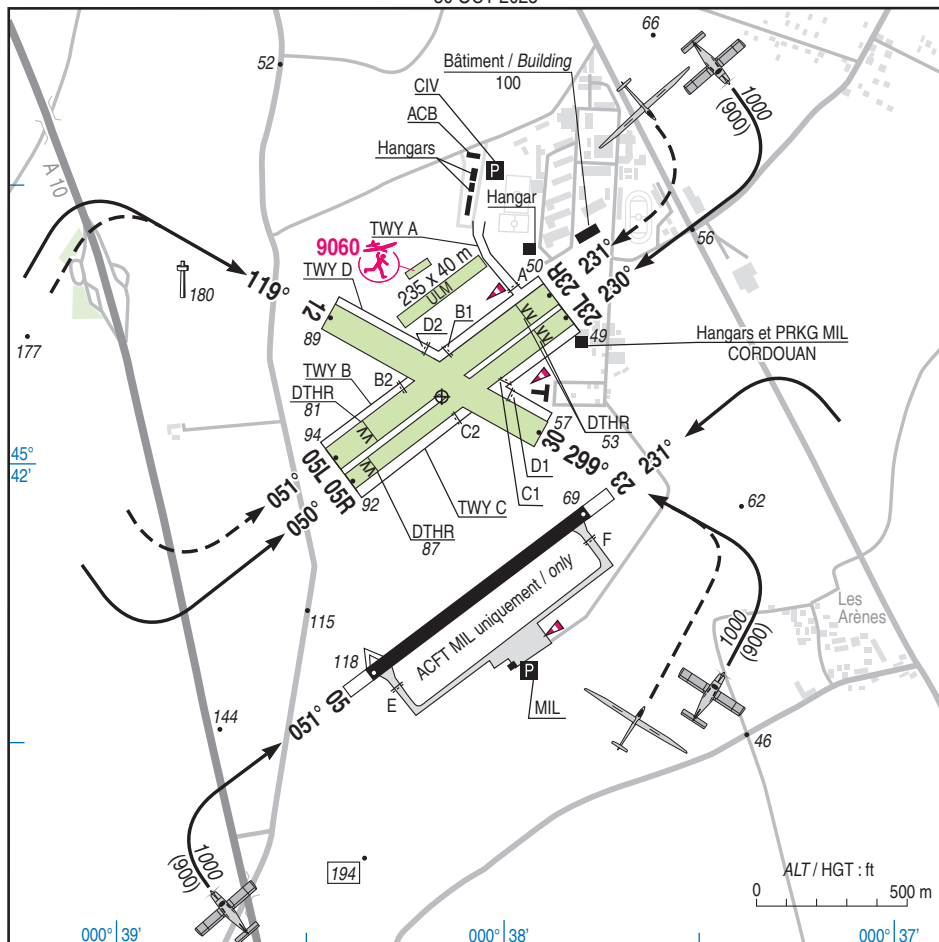 66
52
Bâtiment / Building
100
CIV
ACB
Hangars
P
Hangar
1000
(900)
A 10
TWY A
9060
235 x 40 m
ULM
A
50
231°
230°
56
TWY D
180
119°
12
89
D2
B1
23R
23L
49
Hangars et PRKG MIL
CORDOUAN
177
TWY B
B2
DTHR
81
94
C2
57
DTHR
53
30
299°
23
231°
45°
42'
05L
05R
051°
050°
92
TWY C
D1
C1
DTHR
87
69
62
F
115
ACFT MIL uniquement / only
Les
Arènes
118
1000
(900)
P
MIL
E
05
051°
144
46
1000
(900)
194
ALT / HGT : ft
0
500 m
000° 39'
000° 38'
000° 37'